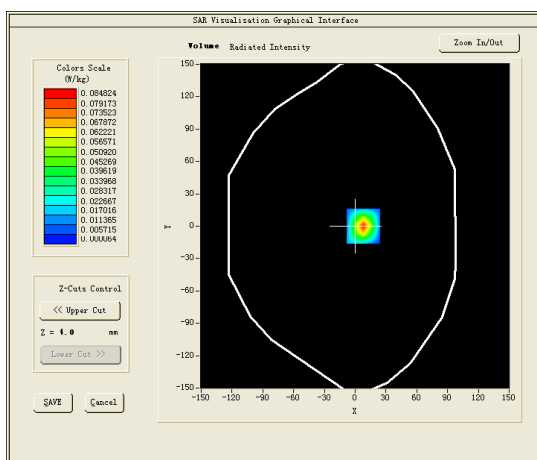 SAR Visualisation Graphical Interface
Volume Radiated Intensity
Zoom In/Out
Colors Scale
(W/kg)
0.084824
0.079173
0.073523
0.067872
0.062221
0.056571
0.050920
0.045269
0.039619
0.033968
0.028317
0.022667
0.017016
0.011365
0.005715
0.000064
Z-Cuts Control
<< Upper Cut
Z = 4.0 mm
Lower Cut >>
SAVE Cancel
150
120
90
60
30
0
-30
-60
-90
-120
-150
Y
-150 -120 -90 -60 -30 0 30 60 90 120 150
X